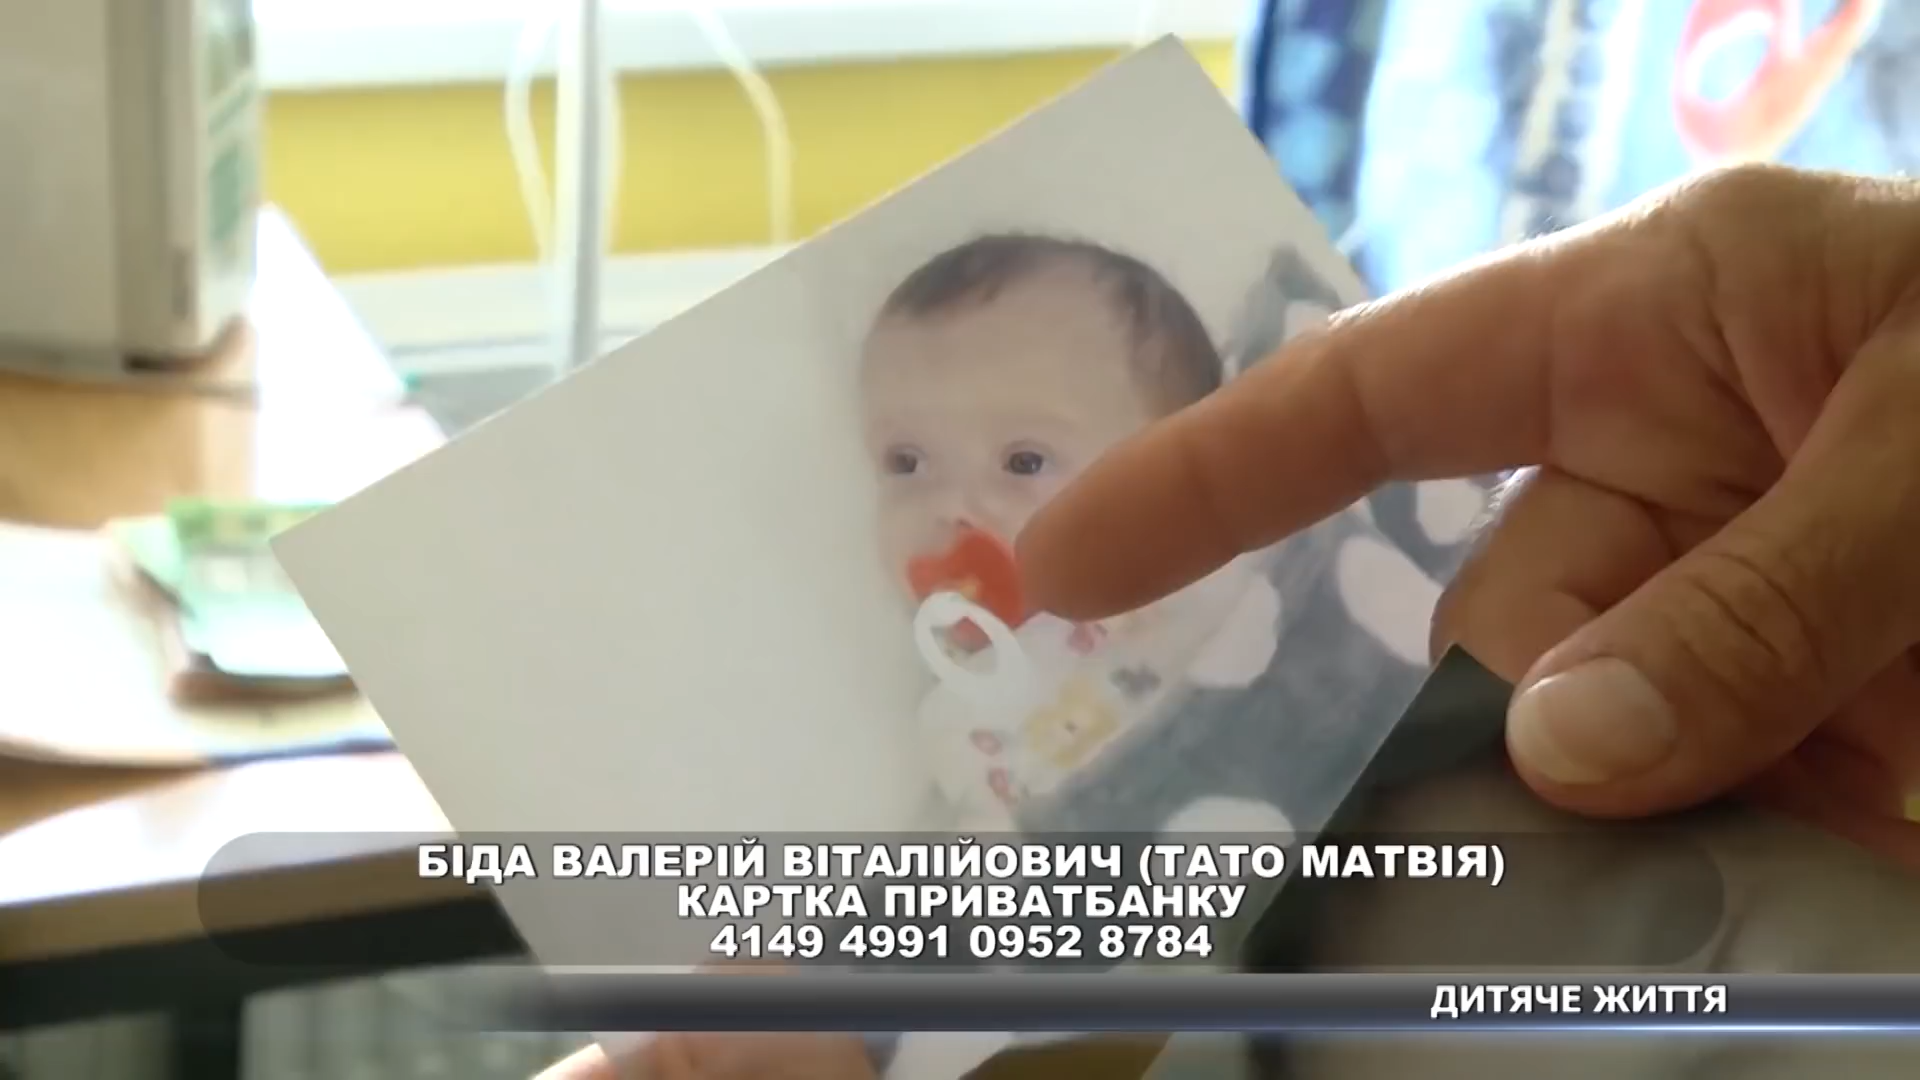 БІДА ВАЛЕРІЙ ВІТАЛІЙОВИЧ (ТАТО МАТВІЯ)
КАРТКА ПРИВАТБАНКУ
4149 4991 0952 8784
ДИТЯЧЕ ЖИТТЯ